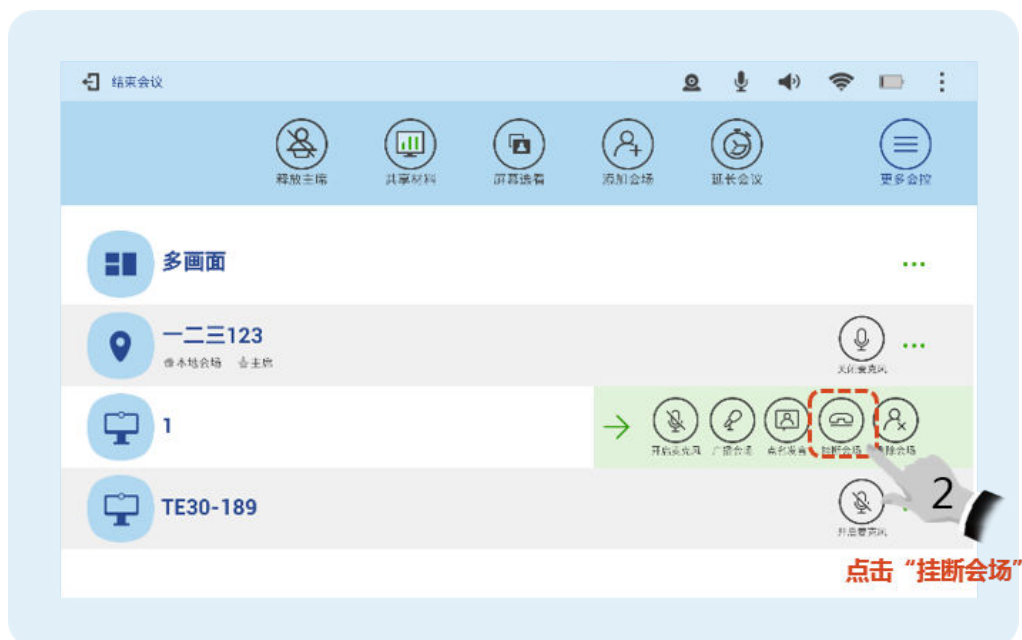 结束会议
释放主席
共享材料
屏幕选看
添加会场
延长会议
更多会控
多画面
一二三123
本地会场 主席
关闭麦克风
1
开启麦克风
广播会场
点名发言
挂断会场
除会场
TE30-189
开启麦克风
2
点击“挂断会场”